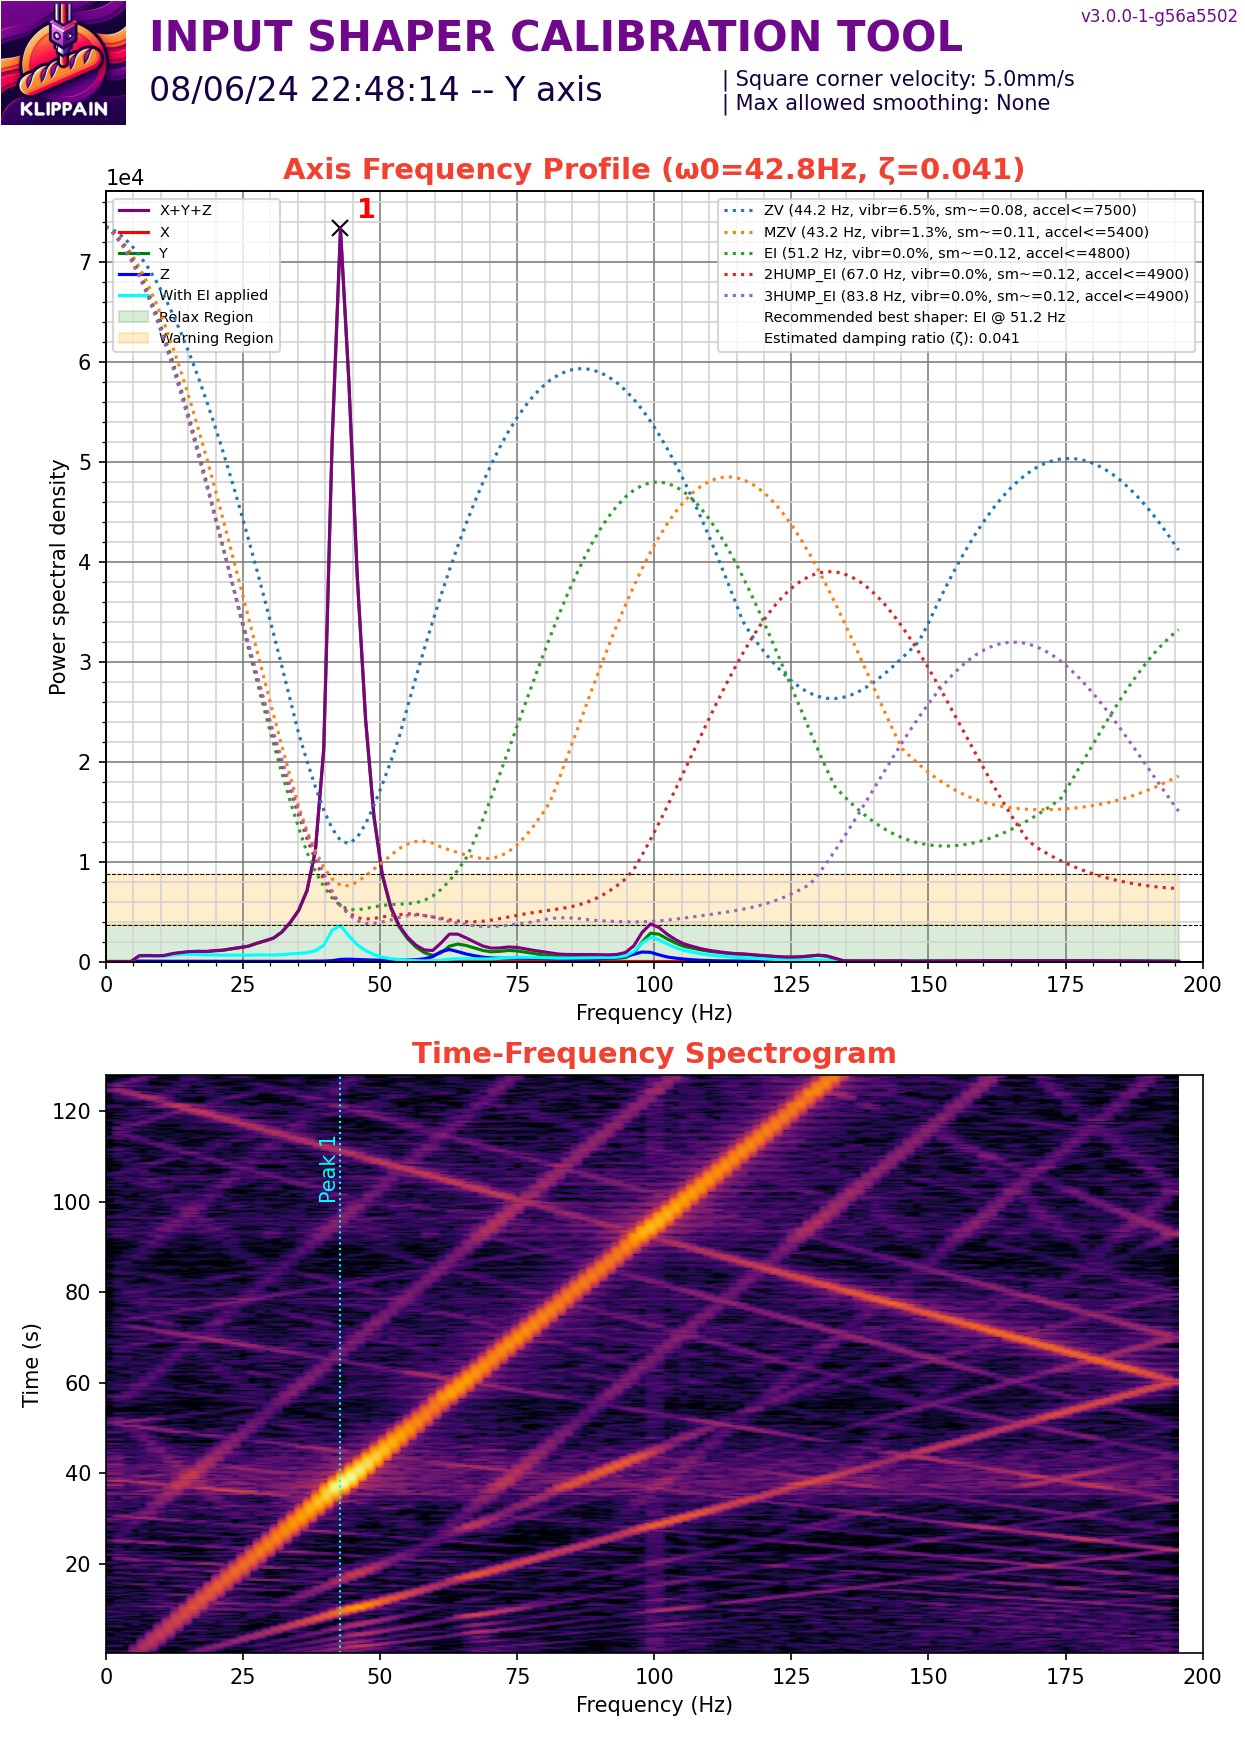 v3.0.0-1-g56a5502
KLIPPAIN
INPUT SHAPER CALIBRATION TOOL
08/06/24 22:48:14 -- Y axis
| Square corner velocity: 5.0mm/s
| Max allowed smoothing: None
Axis Frequency Profile (ω0=42.8Hz, ζ=0.041)
1e4
1
X+Y+Z
X
Y
Z
With EI applied
Relax Region
Warning Region
ZV (44.2 Hz, vibr=6.5%, sm~=0.08, accel<=7500)
MZV (43.2 Hz, vibr=1.3%, sm~=0.11, accel<=5400)
EI (51.2 Hz, vibr=0.0%, sm~=0.12, accel<=4800)
2HUMP_EI (67.0 Hz, vibr=0.0%, sm~=0.12, accel<=4900)
3HUMP_EI (83.8 Hz, vibr=0.0%, sm~=0.12, accel<=4900)
Recommended best shaper: EI @ 51.2 Hz
Estimated damping ratio (ζ): 0.041
Power spectral density
7
6
5
4
3
2
1
0
0 25 50 75 100 125 150 175 200
Frequency (Hz)
Time-Frequency Spectrogram
Peak 1
Time (s)
120
100
80
60
40
20
0 25 50 75 100 125 150 175 200
Frequency (Hz)